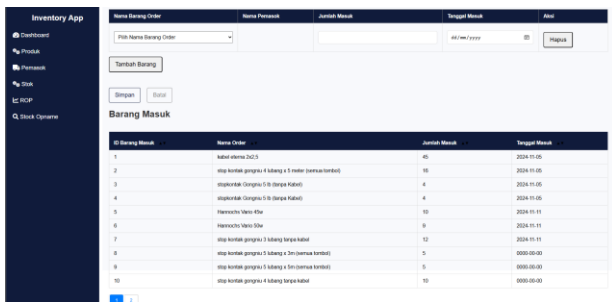 Inventory App
Dashboard
Produk
Pemasok
Stok
ROP
Stock Opname
Nama Barang Order Nama Pemasok Jumlah Masuk Tanggal Masuk Aksi
Pilih Nama Barang Order ##/mm/yyyy Hapus
Tambah Barang
Simpan Batal
Barang Masuk
ID Barang Masuk Nama Order Jumlah Masuk Tanggal Masuk
1 kabel eterna 2x2,5 45 2024-11-05
2 stop kontak gongniu 4 lubang x 5 meter (semua tombol) 16 2024-11-05
3 stopkontak Gongniu 5 lb (tanpa Kabel) 4 2024-11-05
4 stopkontak Gongniu 5 lb (tanpa Kabel) 4 2024-11-05
5 Hannochs Vario 45w 10 2024-11-11
6 Hannochs Vario 50w 2024-11-11
7 stop kontak gongniu 3 lubang tanpa kabel 12 2024-11-11
8 stop kontak gongniu 5 lubang x 3m (semua tombol) 5 0000-00-00
9 stop kontak gongniu 5 lubang x 5m (semua tombol) 5 0000-00-00
10 stop kontak gongniu 4 lubang tanpa kabel 10 0000-00-00
1 2